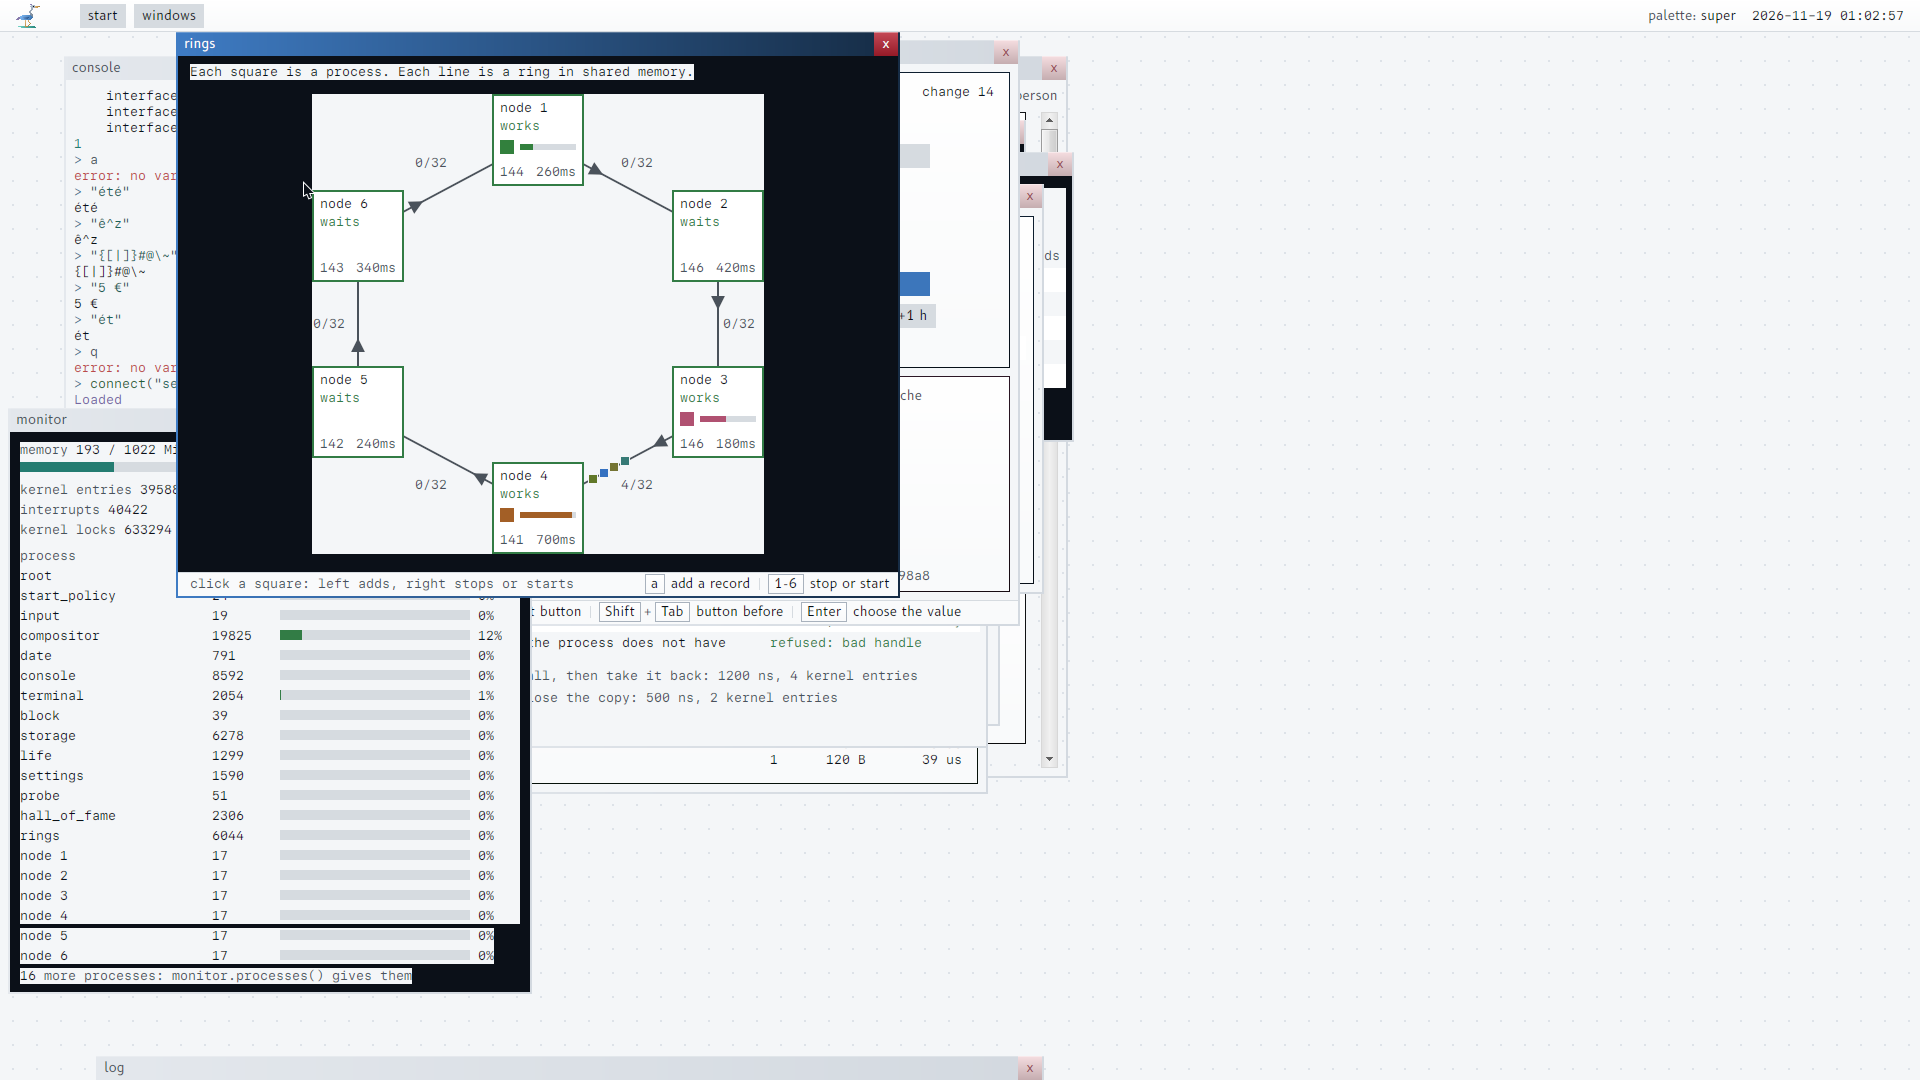 start windows palette: super 2026-11-19 01:02:57
rings x
Each square is a process. Each line is a ring in shared memory.
node 1
works
144 260ms
0/32
0/32
node 6
waits
143 340ms
node 2
waits
146 420ms
0/32
0/32
node 5
waits
142 240ms
node 3
works
146 180ms
node 4
works
141 700ms
0/32
4/32
click a square: left adds, right stops or starts a add a record 1-6 stop or start
console
interface
interface
interface
1
> a
error: no var
> "été"
été
> "ê^z"
ê^z
> "{[|]}#@\~"
{[|]}#@\~
> "5 €"
5 €
> "ét"
ét
> q
error: no var
> connect("se
Loaded
monitor
memory 193 / 1022 Mi
kernel entries 39588
interrupts 40422
kernel locks 633294
process
root
start_policy
input 19 0%
compositor 19825 12%
date 791 0%
console 8592 0%
terminal 2054 1%
block 39 0%
storage 6278 0%
life 1299 0%
settings 1590 0%
probe 51 0%
hall_of_fame 2306 0%
rings 6044 0%
node 1 17 0%
node 2 17 0%
node 3 17 0%
node 4 17 0%
node 5 17 0%
node 6 17 0%
16 more processes: monitor.processes() gives them
x
x
erson
change 14
x
x
ds
+1 h
che
98a8
t button Shift + Tab button before Enter choose the value
the process does not have refused: bad handle
all, then take it back: 1200 ns, 4 kernel entries
lose the copy: 500 ns, 2 kernel entries
1 120 B 39 us
log x